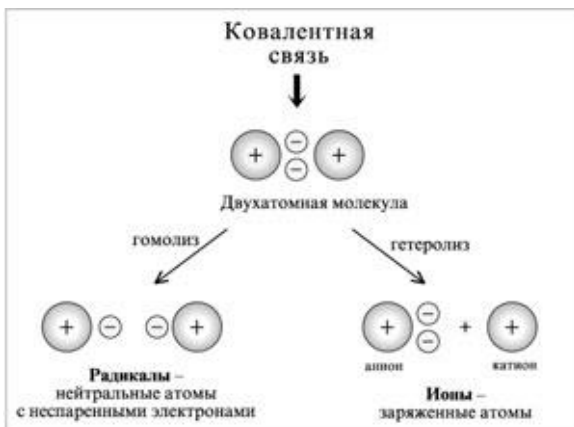 Ковалентная
связь
+ − − +
Двухатомная молекула
гомолиз
гетеролиз
+ − − +
+ − − + +
анион
катион
Радикалы –
нейтральные атомы
с неспаренными электронами
Ионы –
заряженные атомы